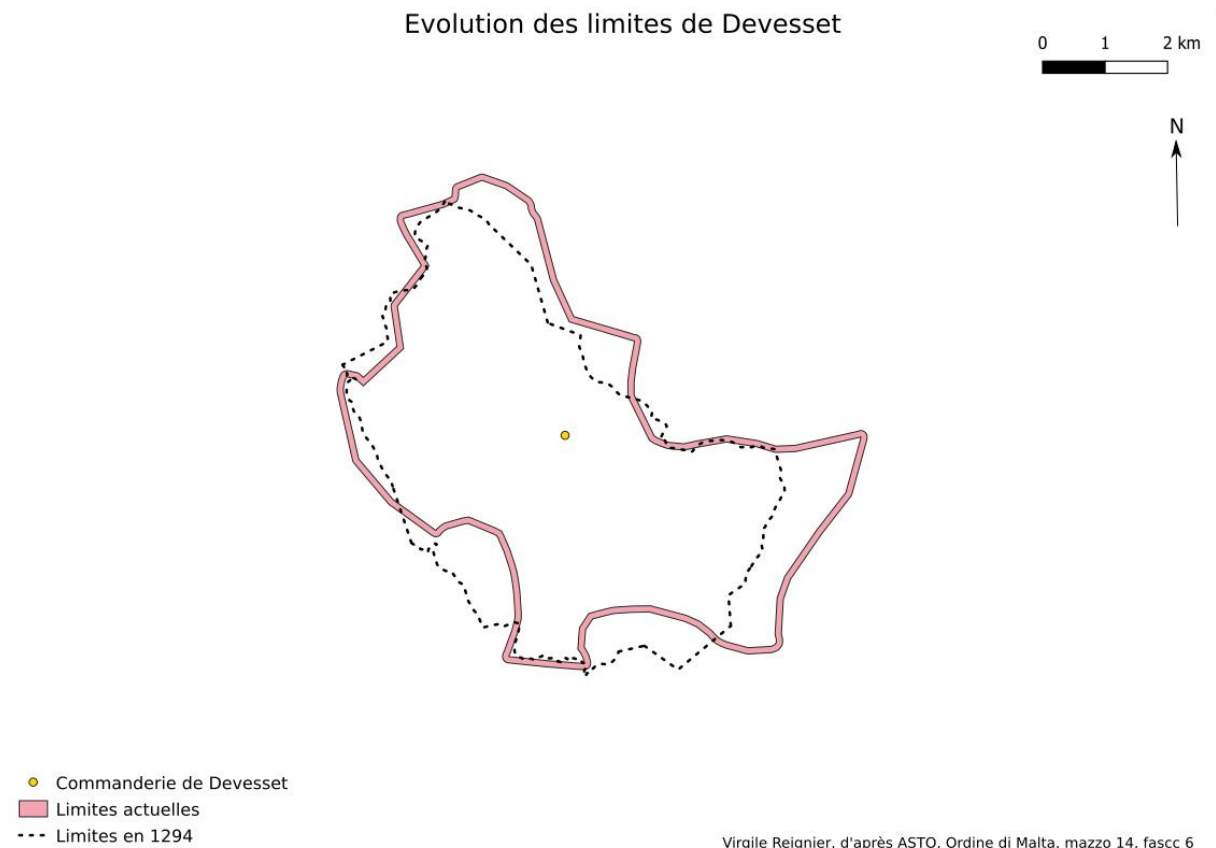 Evolution des limites de Devesset
0 1 2 km
N
Commanderie de Devesset
Limites actuelles
Limites en 1294
Virgile Reignier, d'après ASTO, Ordine di Malta, mazzo 14, fascc 6